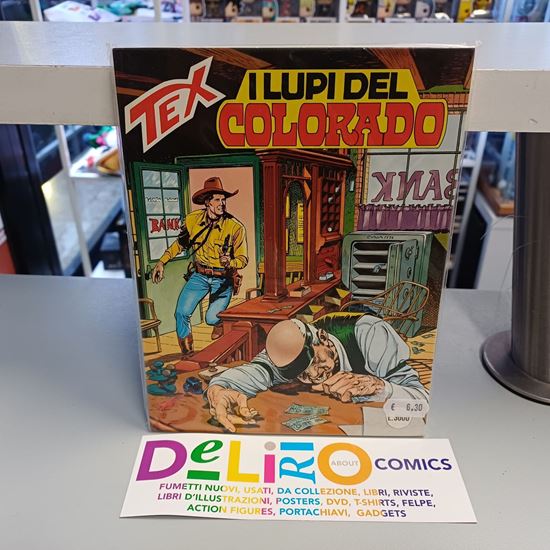 TEX
I LUPI DEL
COLORADO
BANK
BANK
€ 6,30
L.3000
DeLiRiO
ABOUT
COMICS
FUMETTI NUOVI, USATI, DA COLLEZIONE, LIBRI, RIVISTE,
LIBRI D'ILLUSTRAZIONI, POSTERS, DVD, T-SHIRTS, FELPE,
ACTION FIGURES, PORTACHIAVI, GADGETS